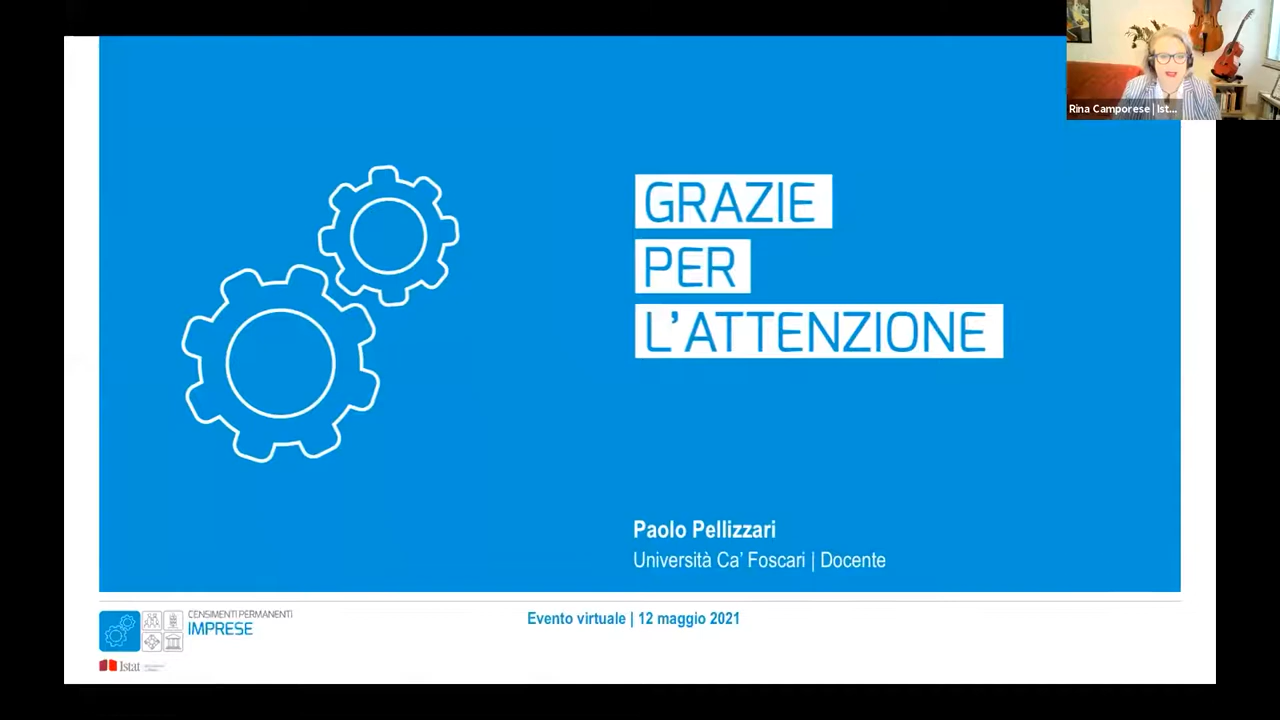 Rina Camporese | Ist...
GRAZIE
PER
L'ATTENZIONE
Paolo Pellizzari
Università Ca' Foscari | Docente
CENSIMENTI PERMANENTI
IMPRESE
Evento virtuale | 12 maggio 2021
Istat